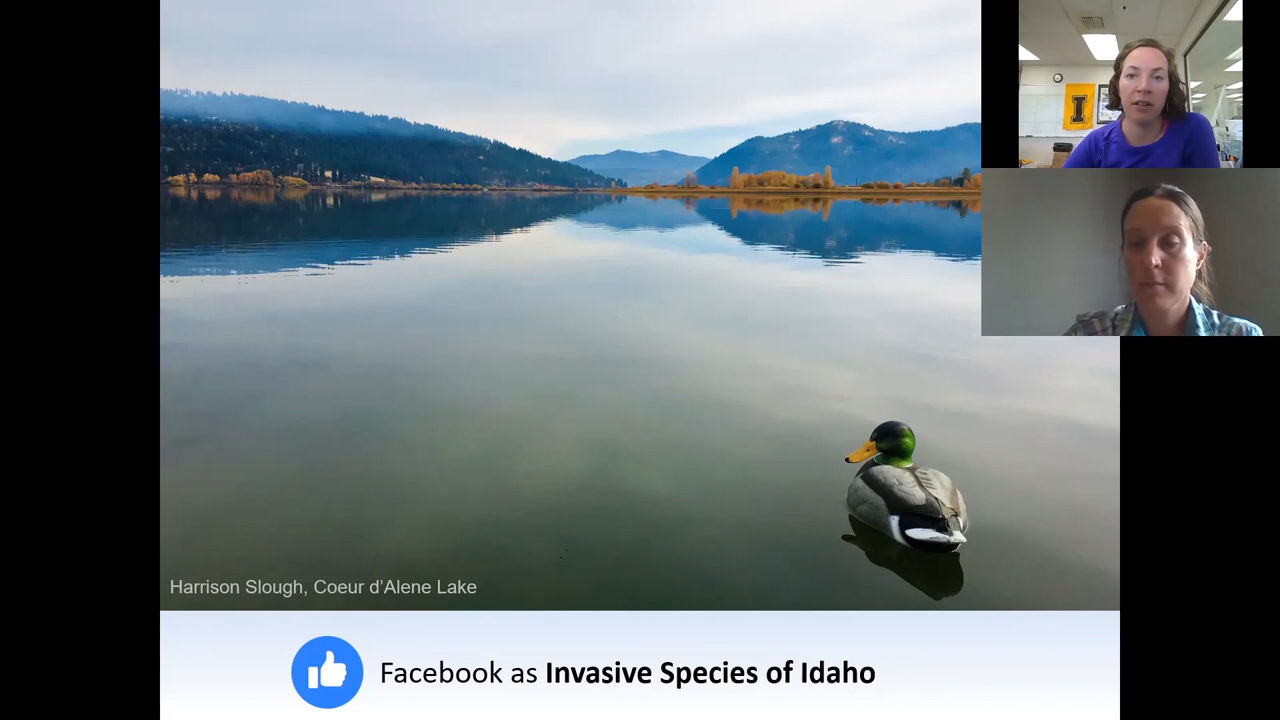 I
Harrison Slough, Coeur d'Alene Lake
Facebook as Invasive Species of Idaho